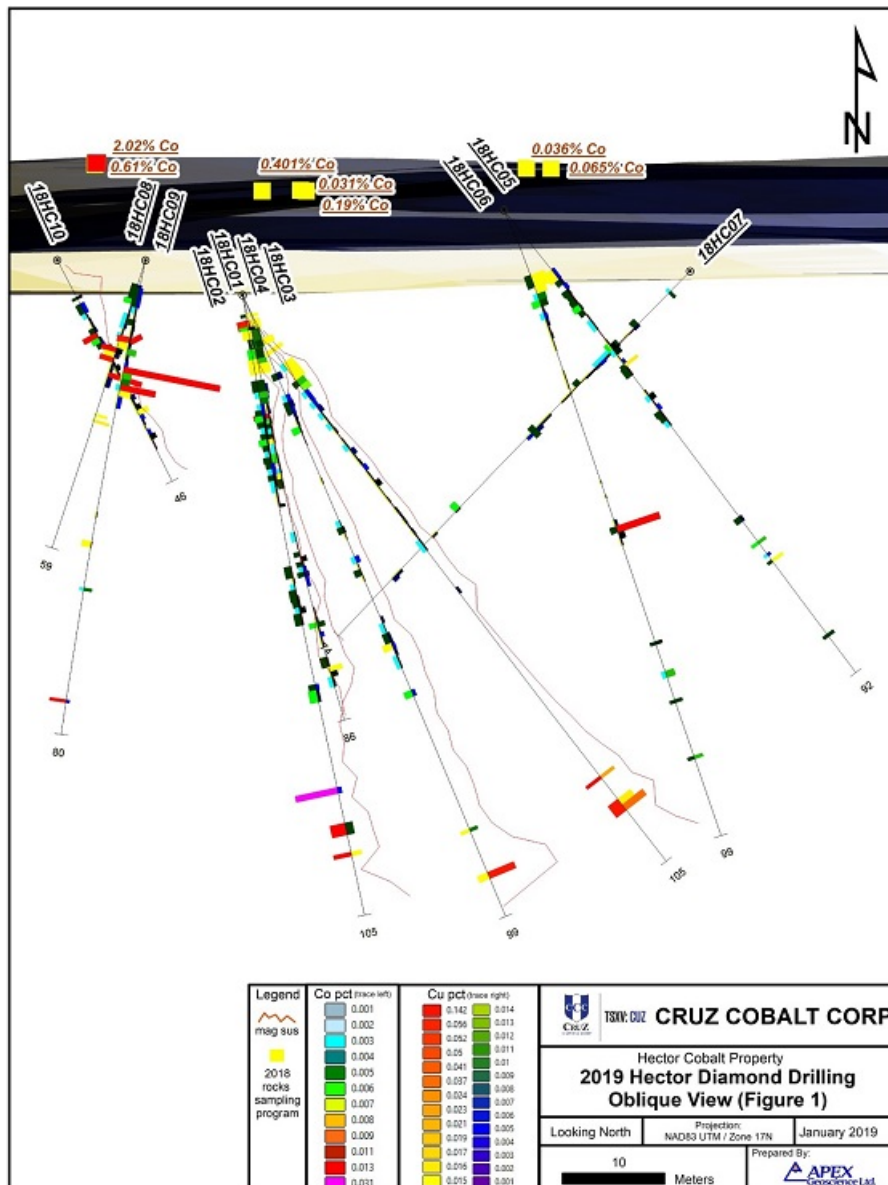 N
2.02% Co
0.61% Co
0.401% Co
0.031% Co
0.19% Co
0.036% Co
0.065% Co
18HC10
18HC08
18HC09
18HC02
18HC01
18HC04
18HC03
18HC06
18HC05
18HC07
46
59
80
86
105
99
105
99
92
Legend
mag sus
2018
rocks
sampling
program
Co pct (trace left)
0.001
0.002
0.003
0.004
0.005
0.006
0.007
0.008
0.009
0.011
0.013
0.031
Cu pct (trace right)
0.142
0.056
0.052
0.05
0.041
0.037
0.024
0.023
0.021
0.019
0.017
0.016
0.015
0.014
0.013
0.012
0.011
0.01
0.009
0.008
0.007
0.006
0.005
0.004
0.003
0.002
0.001
CCC
CRUZ
TSXV: CUZ CRUZ COBALT CORP
Hector Cobalt Property
2019 Hector Diamond Drilling
Oblique View (Figure 1)
Looking North
Projection:
NAD83 UTM / Zone 17N
January 2019
10
Meters
Prepared By:
APEX
Geoscience Ltd.